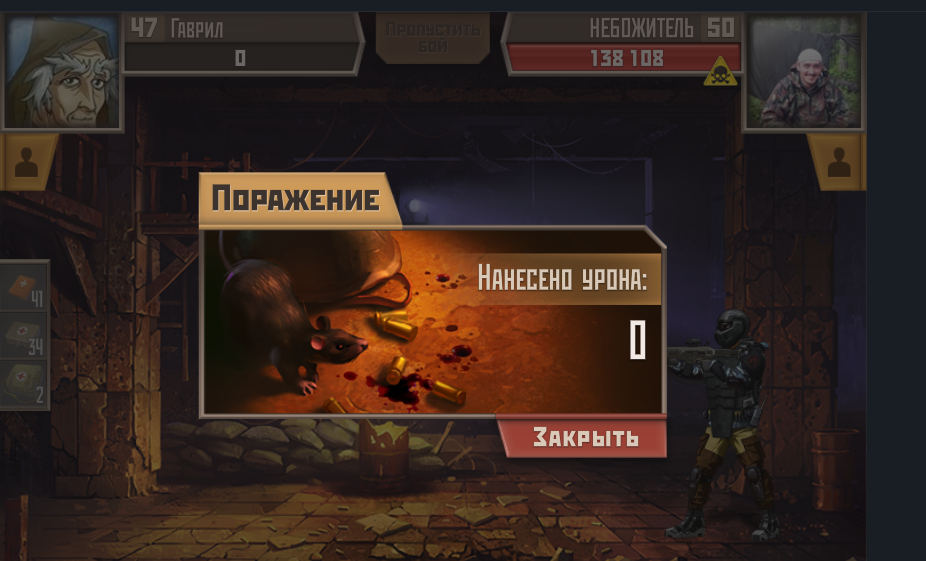 47 Гаврил
Пропустить бой
НЕБОЖИТЕЛЬ 50
0
138 108
Поражение
Нанесено урона:
0
41
34
2
Закрыть